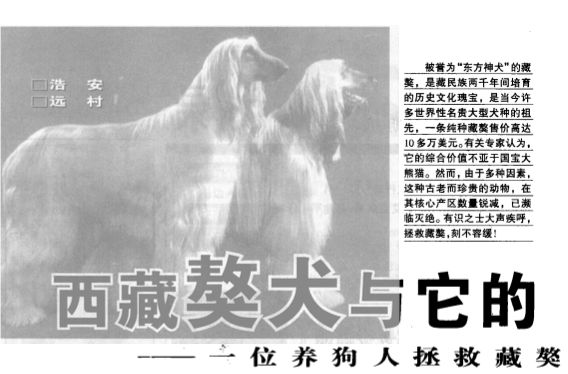 □浩 安
□远 村
被誉为“东方神犬”的藏
獒，是藏民族两千年间培育
的历史文化瑰宝，是当今许
多世界性名贵大型犬种的祖
先，一条纯种藏獒售价高达
10多万美元。有关专家认为，
它的综合价值不亚于国宝大
熊猫。然而，由于多种因素，
这种古老而珍贵的动物，在
其核心产区数量锐减，已濒
临灭绝。有识之士大声疾呼，
拯救藏獒，刻不容缓！
西藏獒犬与它的
——一位养狗人拯救藏獒